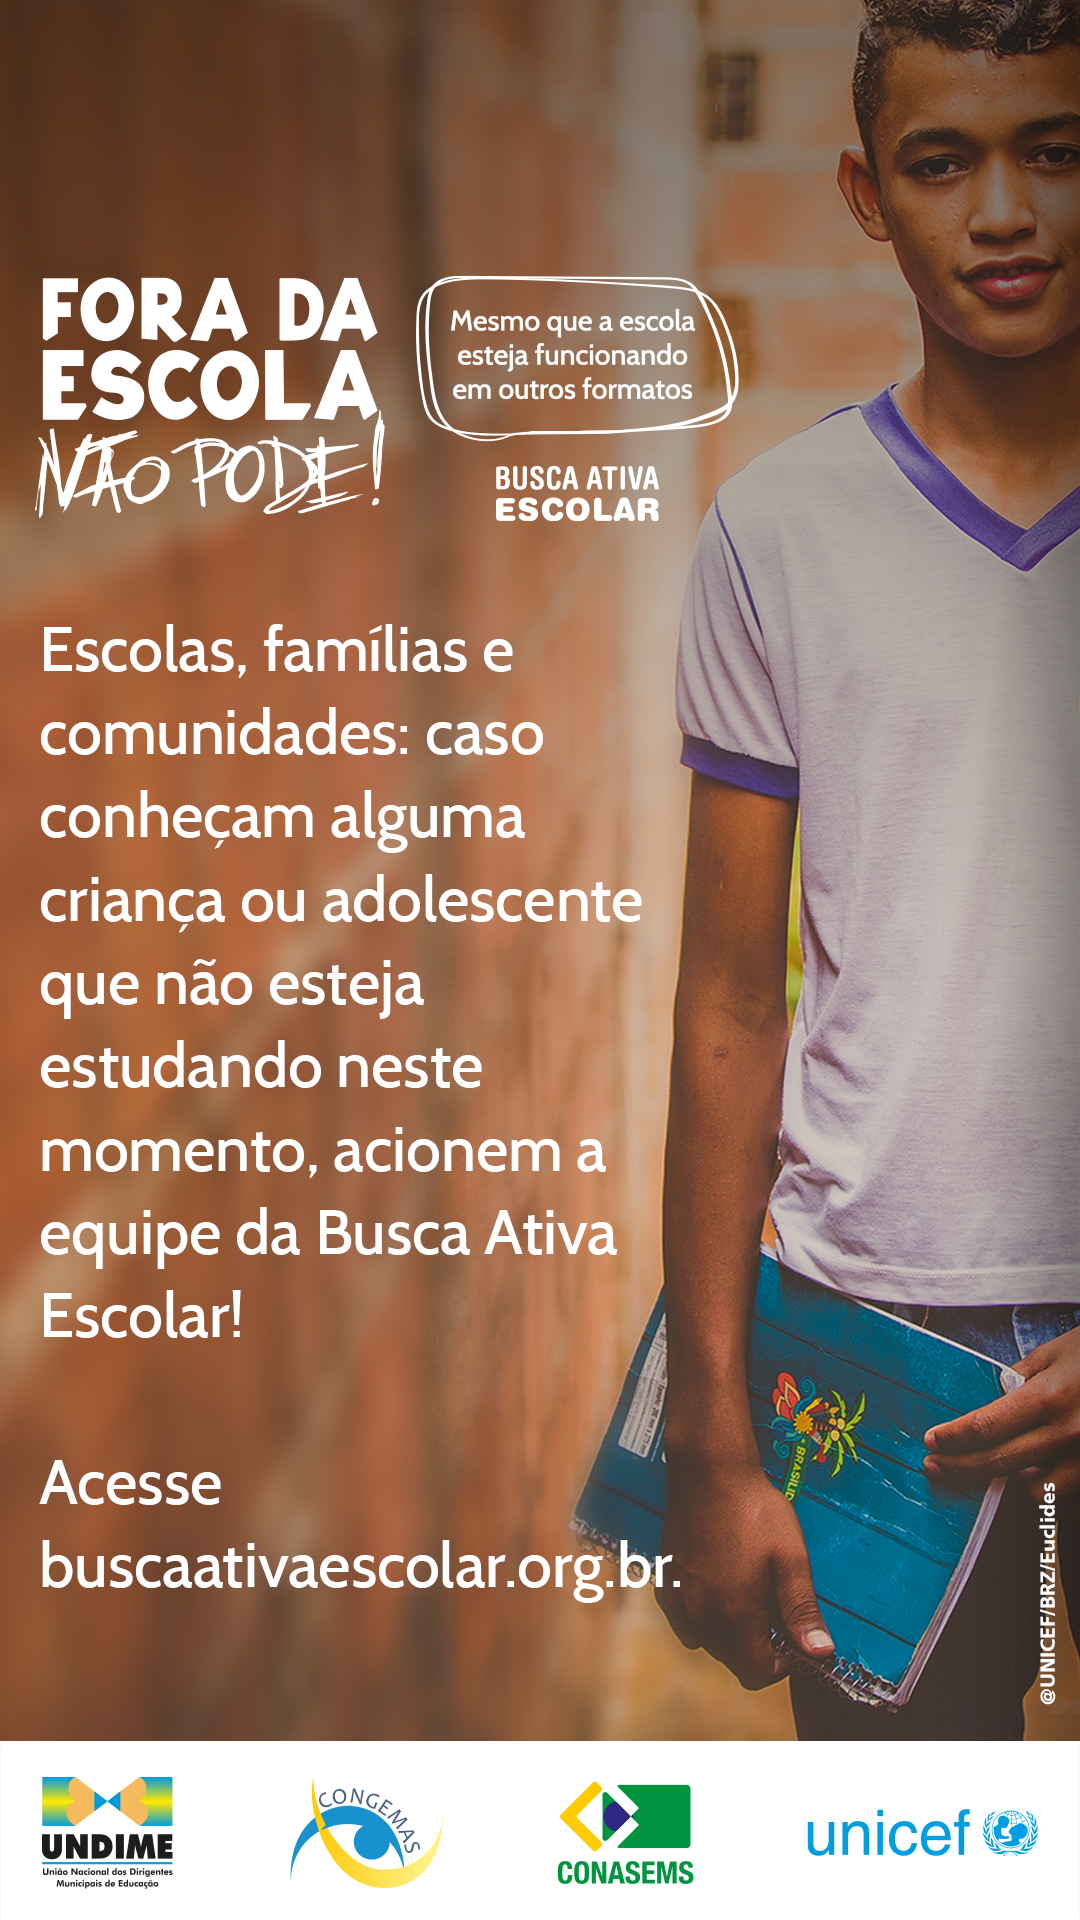 FORA DA
ESCOLA
NÃO PODE!
Mesmo que a escola
esteja funcionando
em outros formatos
BUSCA ATIVA
ESCOLAR
Escolas, famílias e
comunidades: caso
conheçam alguma
criança ou adolescente
que não esteja
estudando neste
momento, acionem a
equipe da Busca Ativa
Escolar!
Acesse
buscaativaescolar.org.br.
@UNICEF/BRZ/Euclides
UNDIME
União Nacional dos Dirigentes
Municipais de Educação
CONGEMAS
CONASEMS
unicef